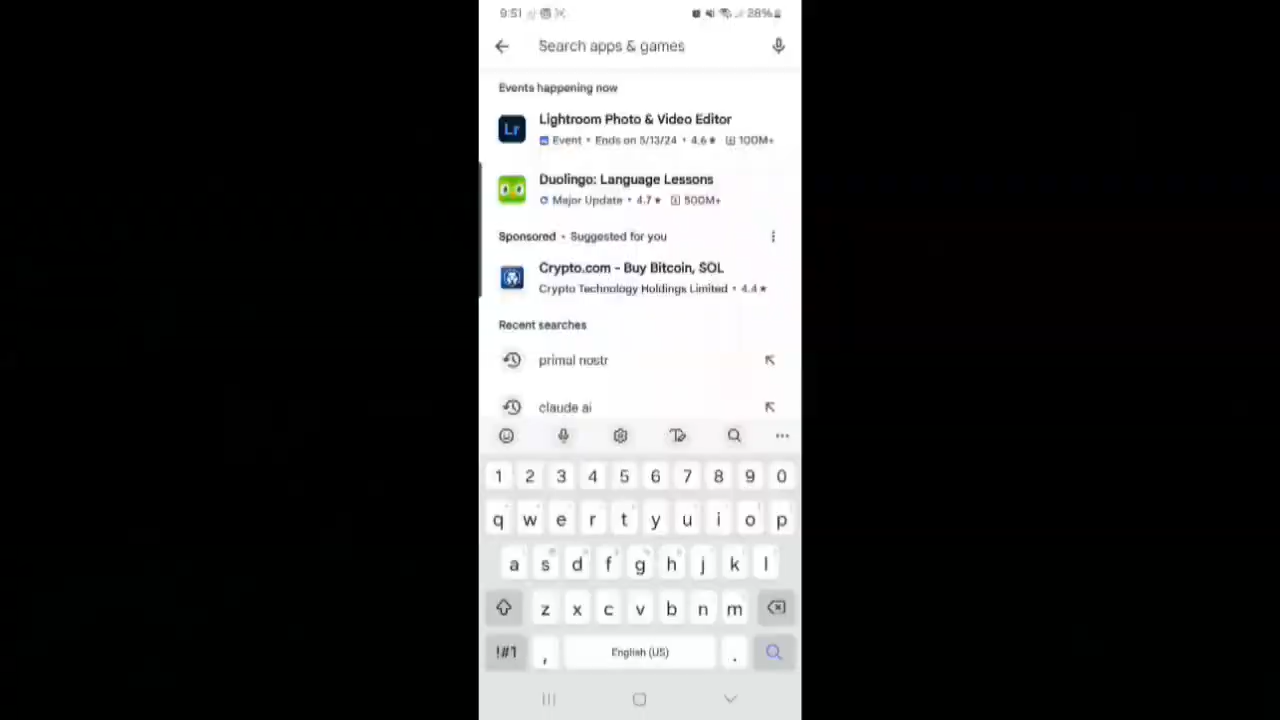 9:51 38%
Search apps & games
Events happening now
Lr
Lightroom Photo & Video Editor
Event • Ends on 5/13/24 • 4.6 ★ 100M+
Duolingo: Language Lessons
Major Update • 4.7 ★ 500M+
Sponsored • Suggested for you
Crypto.com - Buy Bitcoin, SOL
Crypto Technology Holdings Limited • 4.4 ★
Recent searches
primal nostr
claude ai
1 2 3 4 5 6 7 8 9 0
q w e r t y u i o p
a s d f g h j k l
z x c v b n m
!#1 , English (US) .